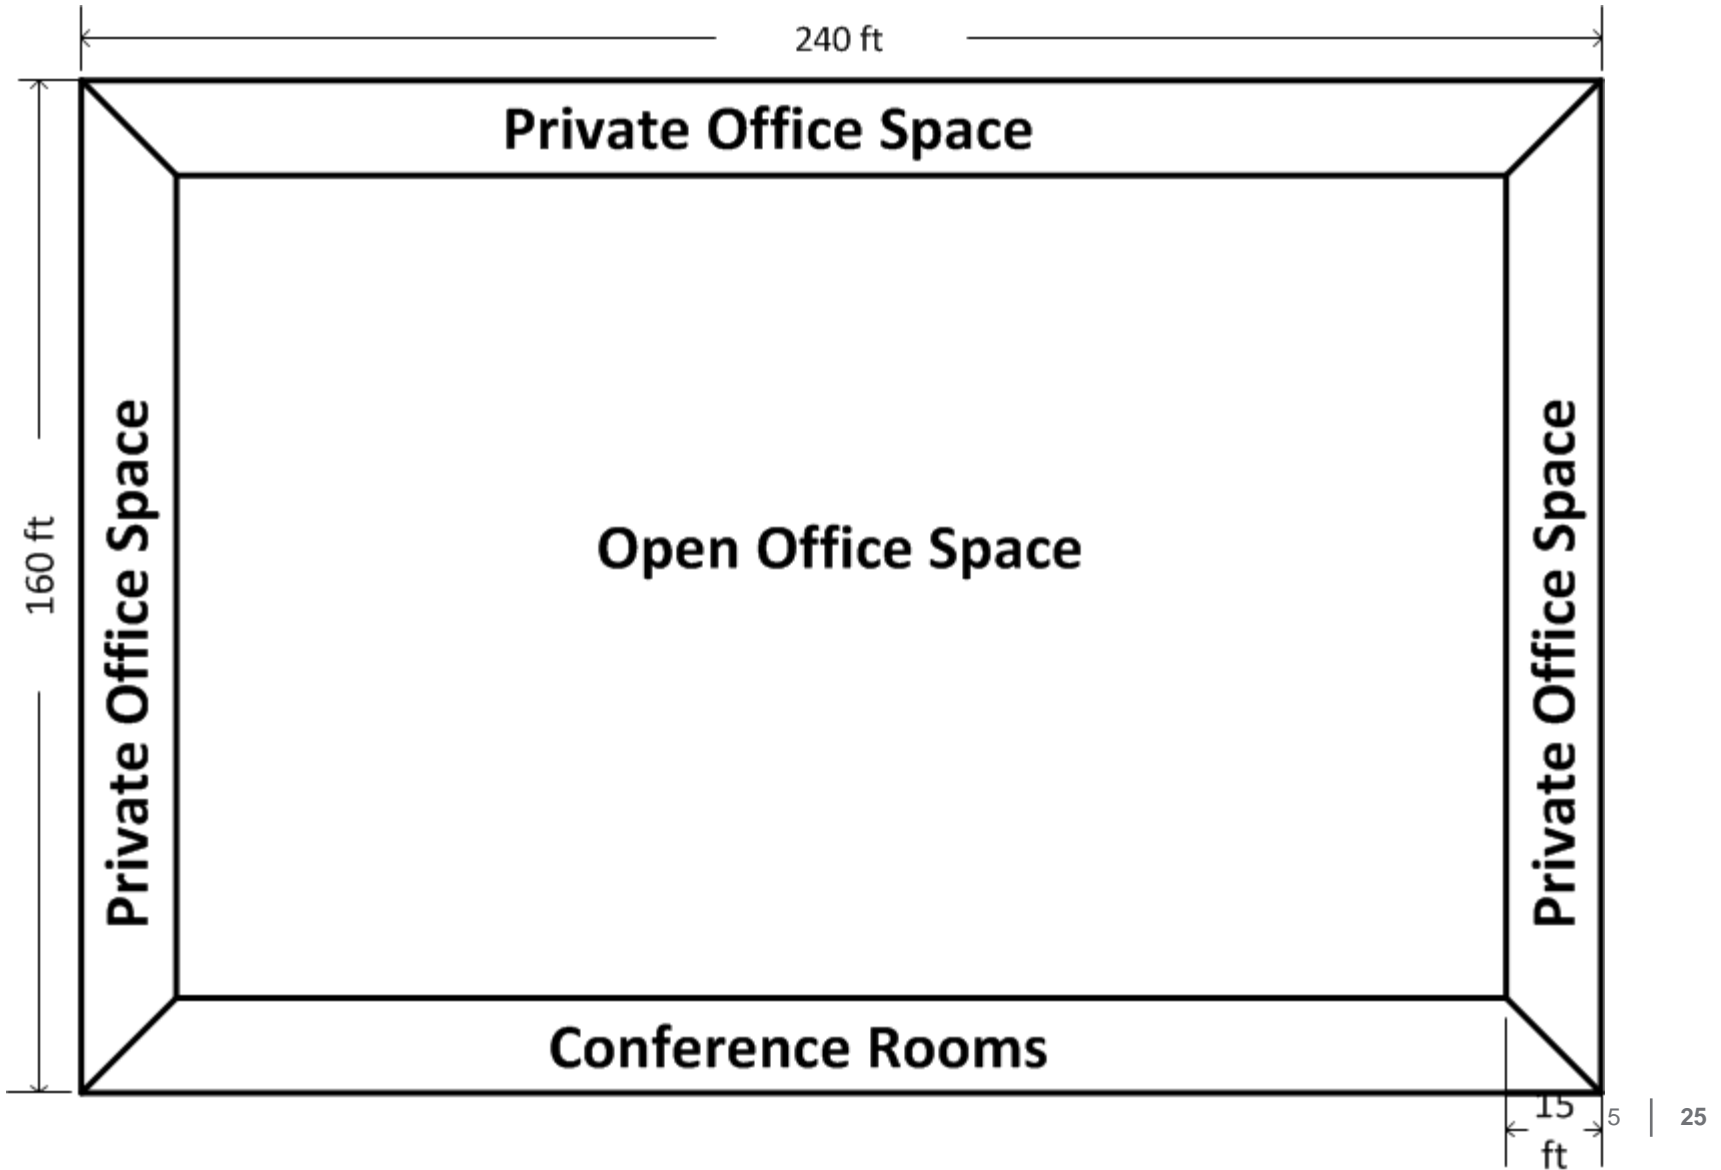 240 ft
Private Office Space
160 ft
Private Office Space
Open Office Space
Private Office Space
Conference Rooms
15
ft
5
25